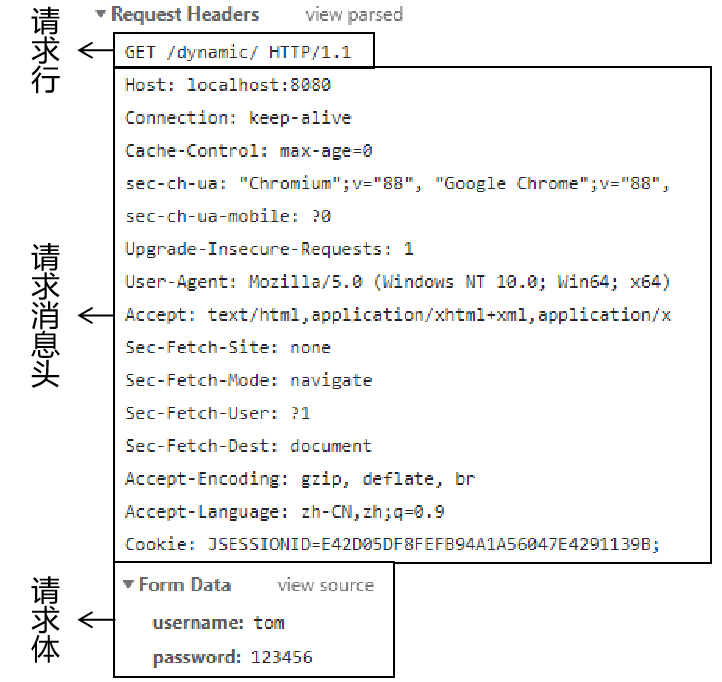 Request Headers view parsed
请求行
GET /dynamic/ HTTP/1.1
请求消息头
Host: localhost:8080
Connection: keep-alive
Cache-Control: max-age=0
sec-ch-ua: "Chromium";v="88", "Google Chrome";v="88",
sec-ch-ua-mobile: ?0
Upgrade-Insecure-Requests: 1
User-Agent: Mozilla/5.0 (Windows NT 10.0; Win64; x64)
Accept: text/html,application/xhtml+xml,application/x
Sec-Fetch-Site: none
Sec-Fetch-Mode: navigate
Sec-Fetch-User: ?1
Sec-Fetch-Dest: document
Accept-Encoding: gzip, deflate, br
Accept-Language: zh-CN,zh;q=0.9
Cookie: JSESSIONID=E42D05DF8FEFB94A1A56047E4291139B;
请求体
Form Data view source
username: tom
password: 123456